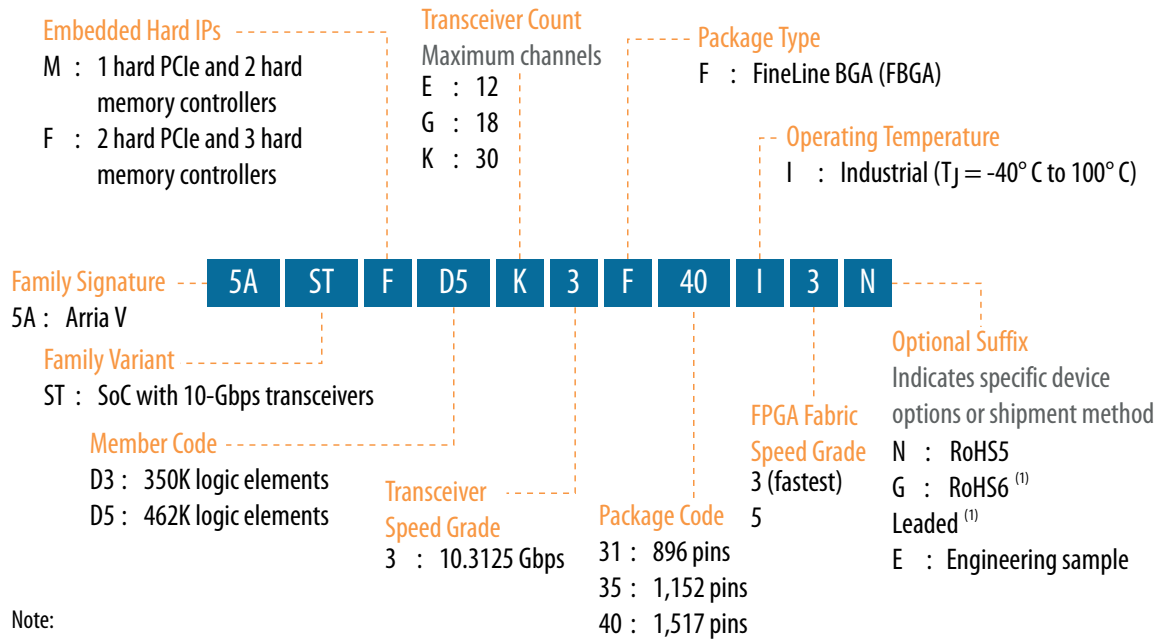 Embedded Hard IPs
M : 1 hard PCIe and 2 hard
memory controllers
F : 2 hard PCIe and 3 hard
memory controllers
Transceiver Count
Maximum channels
E : 12
G : 18
K : 30
Package Type
F : FineLine BGA (FBGA)
Operating Temperature
I : Industrial (TJ = -40° C to 100° C)
Family Signature
5A : Arria V
5A ST F D5 K 3 F 40 I 3 N
Family Variant
ST : SoC with 10-Gbps transceivers
Member Code
D3 : 350K logic elements
D5 : 462K logic elements
Transceiver
Speed Grade
3 : 10.3125 Gbps
Package Code
31 : 896 pins
35 : 1,152 pins
40 : 1,517 pins
FPGA Fabric
Speed Grade
3 (fastest)
5
Optional Suffix
Indicates specific device
options or shipment method
N : RoHS5
G : RoHS6 (1)
Leaded (1)
E : Engineering sample
Note: